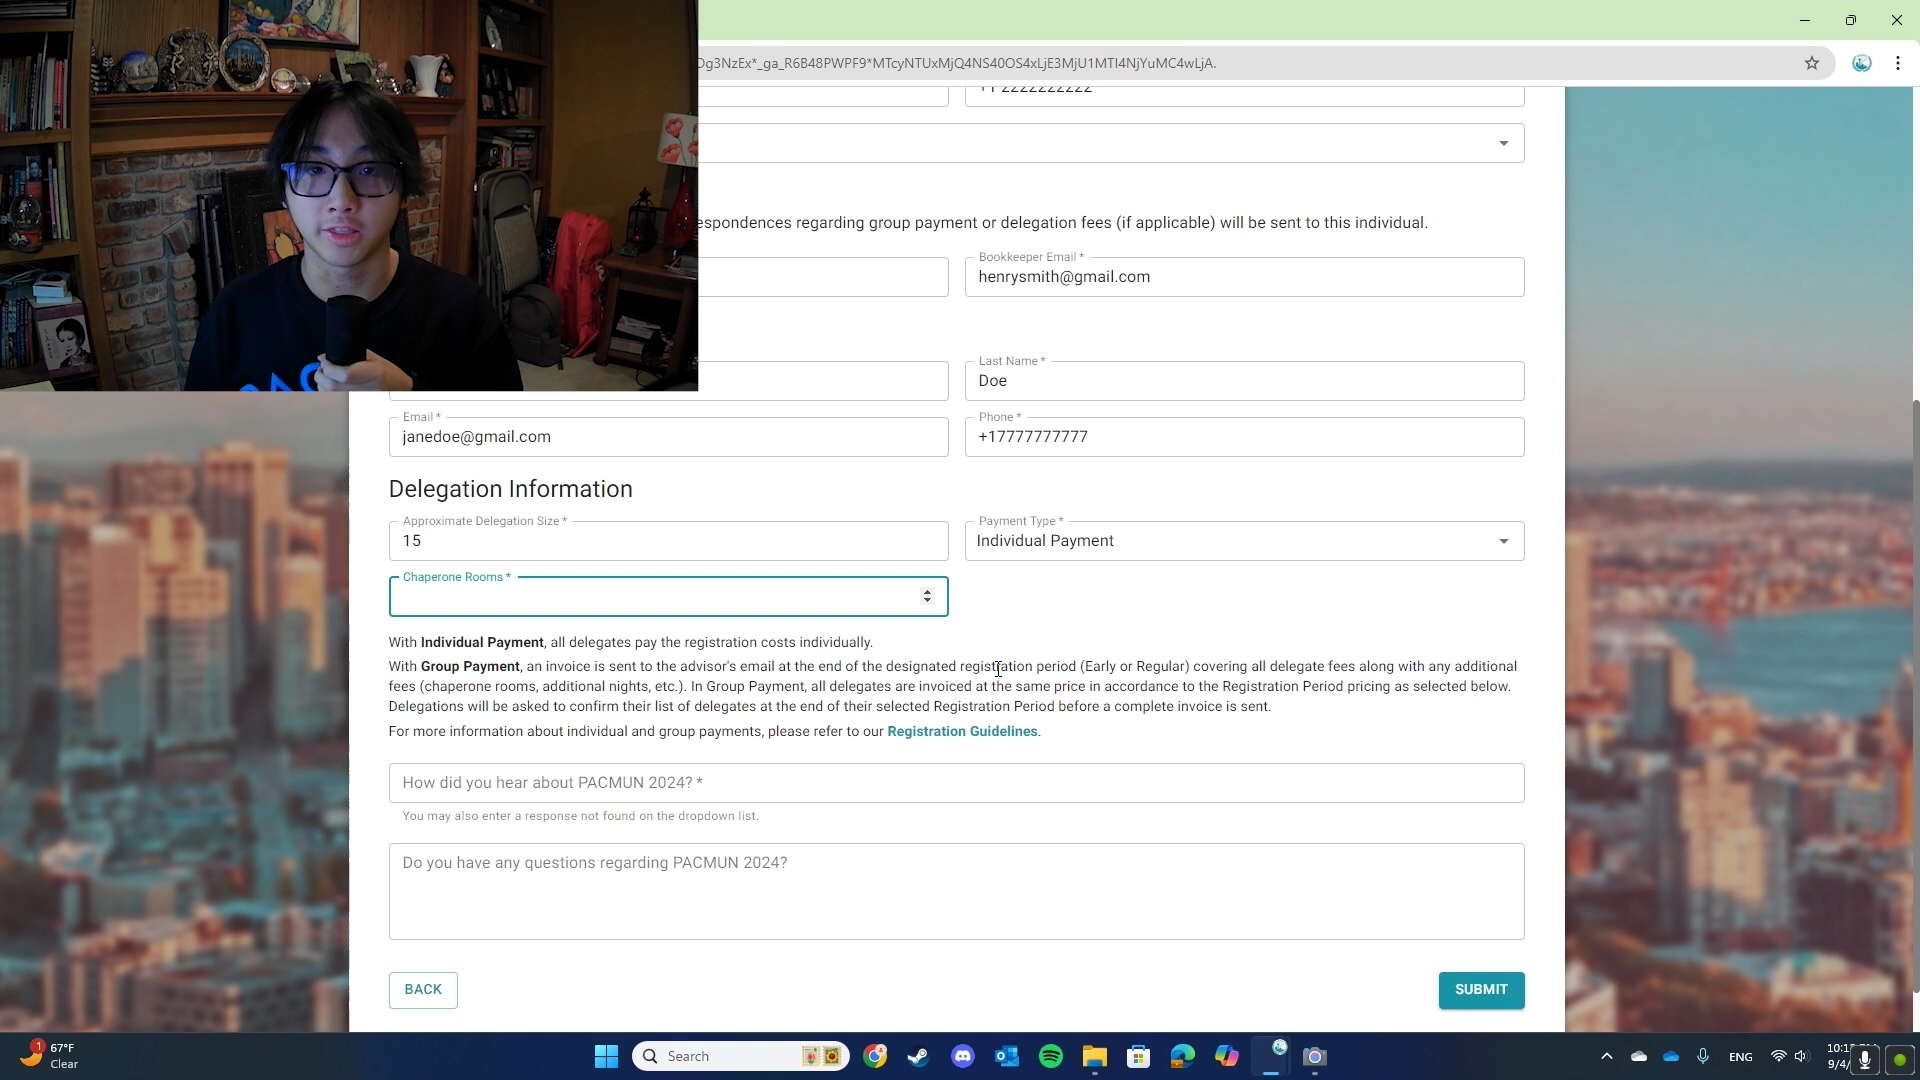 Dg3NzEx*_ga_R6B48PWPF9*MTcyNTUxMjQ4NS40OS4xLjE3MjU1MTI4NjYuMC4wLjA.
+1 2222222222
espondences regarding group payment or delegation fees (if applicable) will be sent to this individual.
Bookkeeper Email *
henrysmith@gmail.com
Last Name *
Doe
Email *
janedoe@gmail.com
Phone *
+17777777777
Delegation Information
Approximate Delegation Size *
15
Payment Type *
Individual Payment
Chaperone Rooms *
With Individual Payment, all delegates pay the registration costs individually.
With Group Payment, an invoice is sent to the advisor's email at the end of the designated registration period (Early or Regular) covering all delegate fees along with any additional
fees (chaperone rooms, additional nights, etc.). In Group Payment, all delegates are invoiced at the same price in accordance to the Registration Period pricing as selected below.
Delegations will be asked to confirm their list of delegates at the end of their selected Registration Period before a complete invoice is sent.
For more information about individual and group payments, please refer to our Registration Guidelines.
How did you hear about PACMUN 2024? *
You may also enter a response not found on the dropdown list.
Do you have any questions regarding PACMUN 2024?
BACK
SUBMIT
1
67°F
Clear
Search
ENG
10:1
9/4/